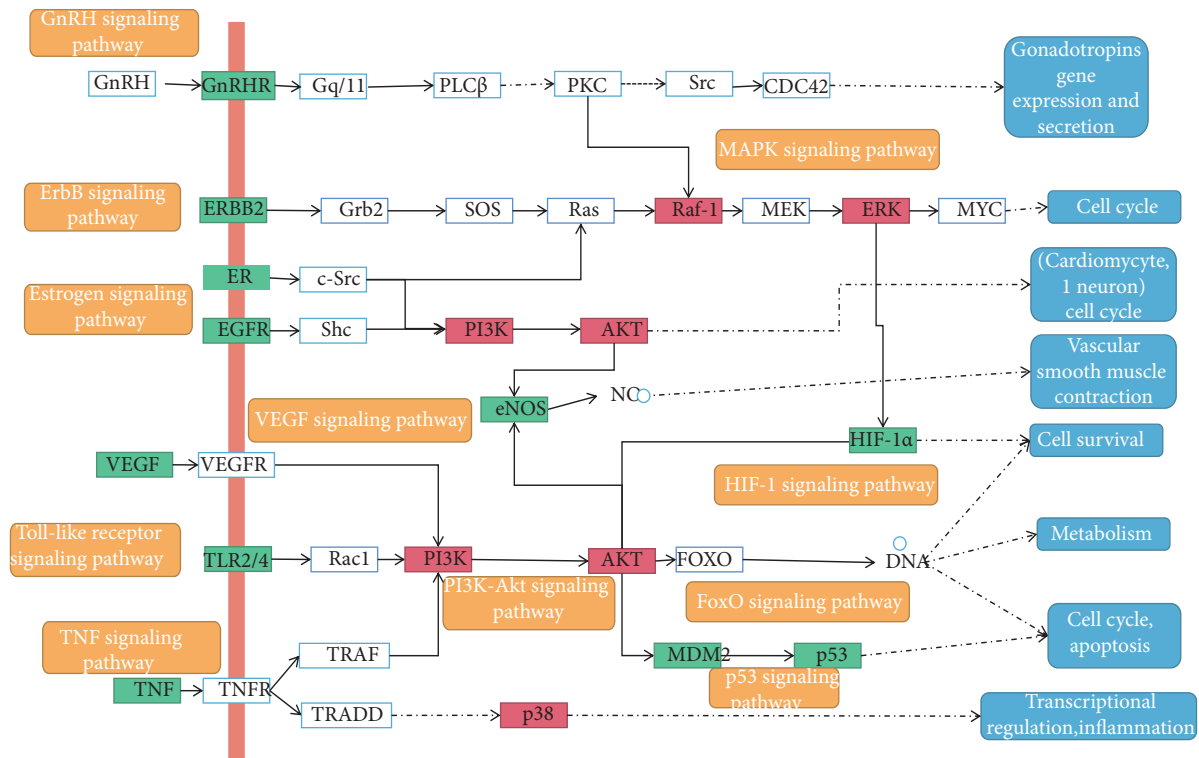 GnRH signaling
pathway
GnRH
GnRHR
Gq/11
PLCβ
PKC
Src
CDC42
Gonadotropins
gene
expression and
secretion
MAPK signaling pathway
ErbB signaling
pathway
ERBB2
Grb2
SOS
Ras
Raf-1
MEK
ERK
MYC
Cell cycle
ER
c-Src
Estrogen signaling
pathway
EGFR
Shc
PI3K
AKT
(Cardiomycyte,
1 neuron)
cell cycle
Vascular
smooth muscle
contraction
eNOS
NO
VEGF signaling pathway
HIF-1α
Cell survival
VEGF
VEGFR
HIF-1 signaling pathway
Toll-like receptor
signaling pathway
TLR2/4
Rac1
PI3K
AKT
FOXO
DNA
Metabolism
PI3K-Akt signaling
pathway
FoxO signaling pathway
TNF signaling
pathway
TRAF
MDM2
p53
Cell cycle,
apoptosis
p53 signaling
pathway
TNF
TNFR
TRADD
p38
Transcriptional
regulation,inflammation